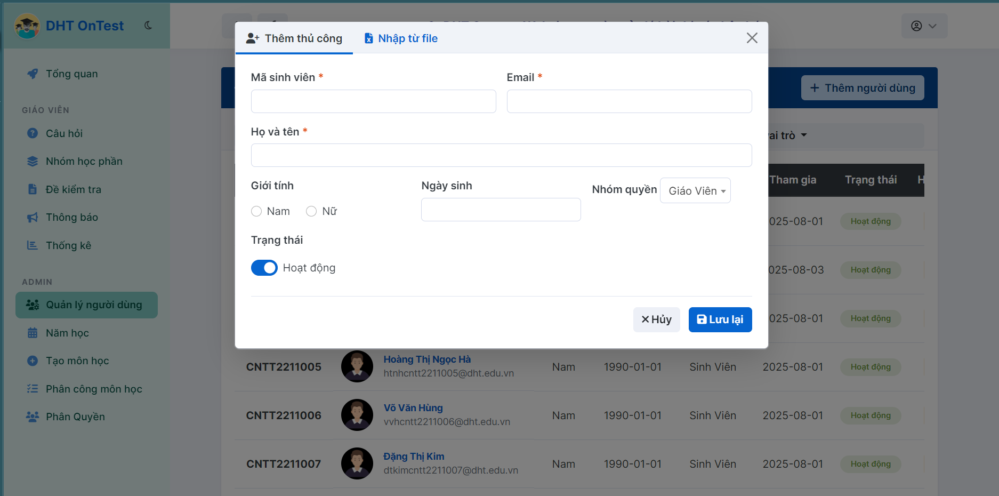 DHT OnTest
Tổng quan
GIÁO VIÊN
Câu hỏi
Nhóm học phần
Đề kiểm tra
Thông báo
Thống kê
ADMIN
Quản lý người dùng
Năm học
Tạo môn học
Phân công môn học
Phân Quyền
Thêm thủ công
Nhập từ file
Mã sinh viên *
Email *
Họ và tên *
Giới tính
Nam
Nữ
Ngày sinh
Nhóm quyền
Giáo Viên
Trạng thái
Hoạt động
Hủy
Lưu lại
Thêm người dùng
ai trò
Tham gia Trạng thái H
025-08-01 Hoạt động
025-08-03 Hoạt động
025-08-01 Hoạt động
CNTT2211005 Hoàng Thị Ngọc Hà Nam 1990-01-01 Sinh Viên 2025-08-01 Hoạt động
htnhcntt2211005@dht.edu.vn
CNTT2211006 Võ Văn Hùng Nam 1990-01-01 Sinh Viên 2025-08-01 Hoạt động
vvhcntt2211006@dht.edu.vn
CNTT2211007 Đặng Thị Kim Nam 1990-01-01 Sinh Viên 2025-08-01 Hoạt động
dtkimcntt2211007@dht.edu.vn